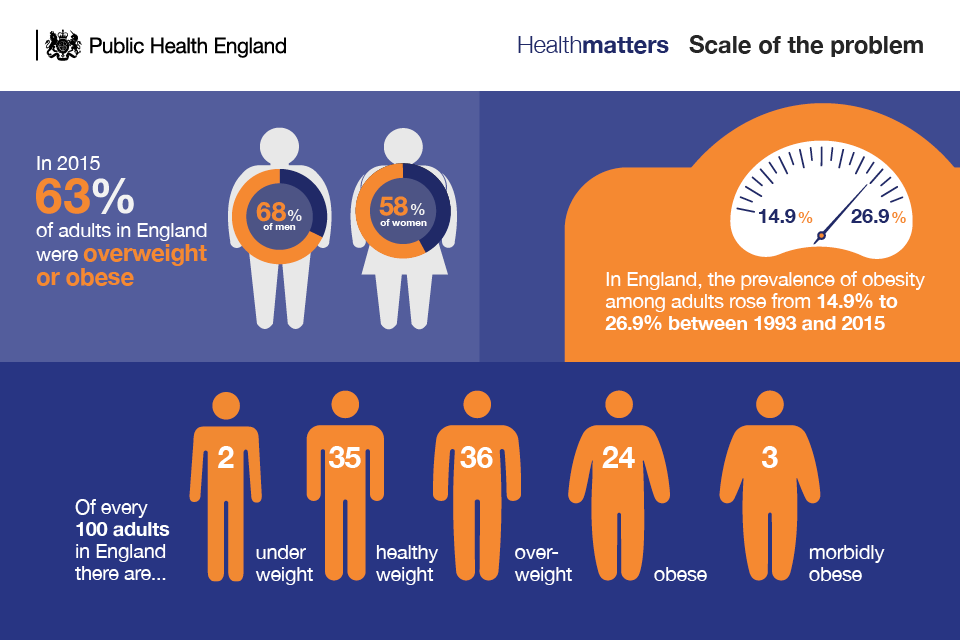 Public Health England
Healthmatters Scale of the problem
In 2015
63%
of adults in England
were overweight
or obese
68%
of men
58%
of women
14.9% 26.9%
In England, the prevalence of obesity
among adults rose from 14.9% to
26.9% between 1993 and 2015
Of every
100 adults
in England
there are...
2
under
weight
35
healthy
weight
36
over-
weight
24
obese
3
morbidly
obese